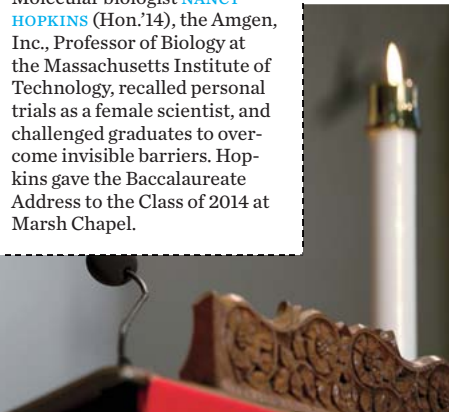 Molecular biologist NANCY
HOPKINS (Hon.’14), the Amgen,
Inc., Professor of Biology at
the Massachusetts Institute of
Technology, recalled personal
trials as a female scientist, and
challenged graduates to over-
come invisible barriers. Hop-
kins gave the Baccalaureate
Address to the Class of 2014 at
Marsh Chapel.